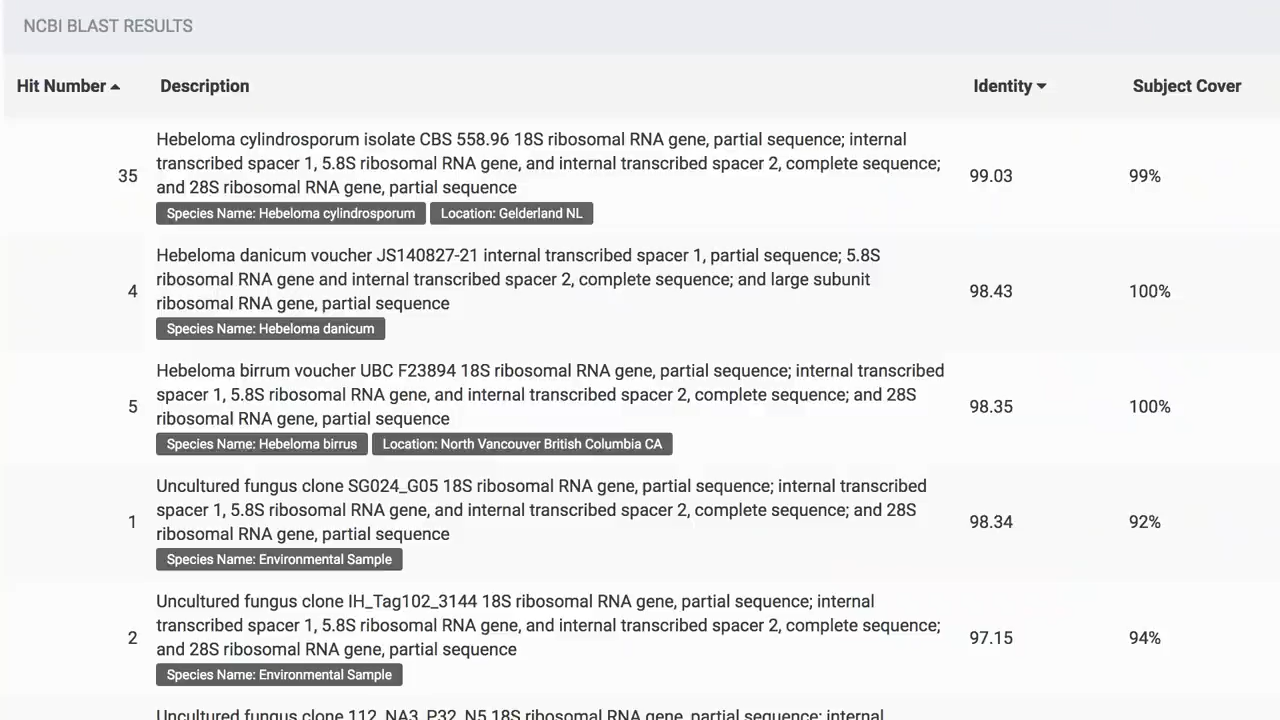 NCBI BLAST RESULTS
Hit Number Description Identity Subject Cover
Hebeloma cylindrosporum isolate CBS 558.96 18S ribosomal RNA gene, partial sequence; internal
transcribed spacer 1, 5.8S ribosomal RNA gene, and internal transcribed spacer 2, complete sequence;
35 99.03 99%
and 28S ribosomal RNA gene, partial sequence
Species Name: Hebeloma cylindrosporum Location: Gelderland NL
Hebeloma danicum voucher JS140827-21 internal transcribed spacer 1, partial sequence; 5.8S
ribosomal RNA gene and internal transcribed spacer 2, complete sequence; and large subunit
4 98.43 100%
ribosomal RNA gene, partial sequence
Species Name: Hebeloma danicum
Hebeloma birrum voucher UBC F23894 18S ribosomal RNA gene, partial sequence; internal transcribed
spacer 1, 5.8S ribosomal RNA gene, and internal transcribed spacer 2, complete sequence; and 28S
5 98.35 100%
ribosomal RNA gene, partial sequence
Species Name: Hebeloma birrus Location: North Vancouver British Columbia CA
Uncultured fungus clone SG024_G05 18S ribosomal RNA gene, partial sequence; internal transcribed
spacer 1, 5.8S ribosomal RNA gene, and internal transcribed spacer 2, complete sequence; and 28S
1 98.34 92%
ribosomal RNA gene, partial sequence
Species Name: Environmental Sample
Uncultured fungus clone IH_Tag102_3144 18S ribosomal RNA gene, partial sequence; internal
transcribed spacer 1, 5.8S ribosomal RNA gene, and internal transcribed spacer 2, complete sequence;
2 97.15 94%
and 28S ribosomal RNA gene, partial sequence
Species Name: Environmental Sample
Uncultured fungus clone 112_NA3_P32_N5 18S ribosomal RNA gene, partial sequence; internal